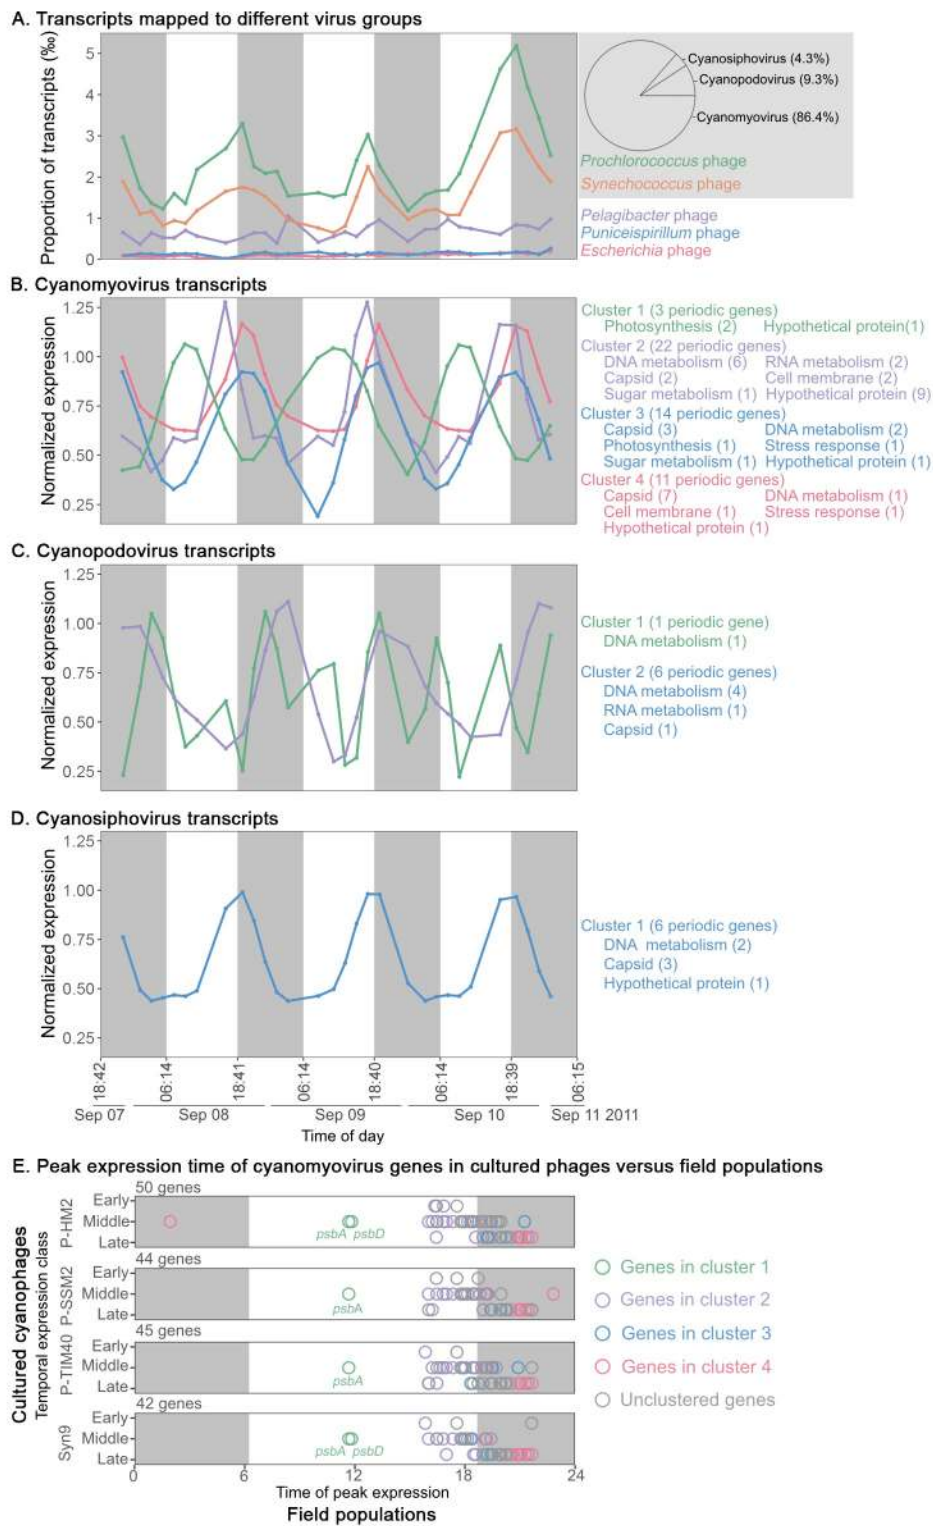 A. Transcripts mapped to different virus groups
Proportion of transcripts (‰)
5
4
3
2
1
0
Cyanosiphovirus (4.3%)
Cyanopodovirus (9.3%)
Cyanomyovirus (86.4%)
Prochlorococcus phage
Synechococcus phage
Pelagibacter phage
Puniceispirillum phage
Escherichia phage
B. Cyanomyovirus transcripts
Normalized expression
1.25
1.00
0.75
0.50
0.25
Cluster 1 (3 periodic genes)
Photosynthesis (2) Hypothetical protein(1)
Cluster 2 (22 periodic genes)
DNA metabolism (6) RNA metabolism (2)
Capsid (2) Cell membrane (2)
Sugar metabolism (1) Hypothetical protein (9)
Cluster 3 (14 periodic genes)
Capsid (3) DNA metabolism (2)
Photosynthesis (1) Stress response (1)
Sugar metabolism (1) Hypothetical protein (1)
Cluster 4 (11 periodic genes)
Capsid (7) DNA metabolism (1)
Cell membrane (1) Stress response (1)
Hypothetical protein (1)
C. Cyanopodovirus transcripts
Normalized expression
1.25
1.00
0.75
0.50
0.25
Cluster 1 (1 periodic gene)
DNA metabolism (1)
Cluster 2 (6 periodic genes)
DNA metabolism (4)
RNA metabolism (1)
Capsid (1)
D. Cyanosiphovirus transcripts
Normalized expression
1.25
1.00
0.75
0.50
0.25
Cluster 1 (6 periodic genes)
DNA metabolism (2)
Capsid (3)
Hypothetical protein (1)
18:42 06:14 18:41 06:14 18:40 06:14 18:39 06:15
Sep 07 Sep 08 Sep 09 Sep 10 Sep 11 2011
Time of day
E. Peak expression time of cyanomyovirus genes in cultured phages versus field populations
Cultured cyanophages
Temporal expression class
50 genes
P-HM2
Early
Middle
Late
psbA psbD
44 genes
P-SSM2
Early
Middle
Late
psbA
45 genes
P-TIM40
Early
Middle
Late
psbA
42 genes
Syn9
Early
Middle
Late
psbA psbD
0 6 12 18 24
Time of peak expression
Field populations
Genes in cluster 1
Genes in cluster 2
Genes in cluster 3
Genes in cluster 4
Unclustered genes